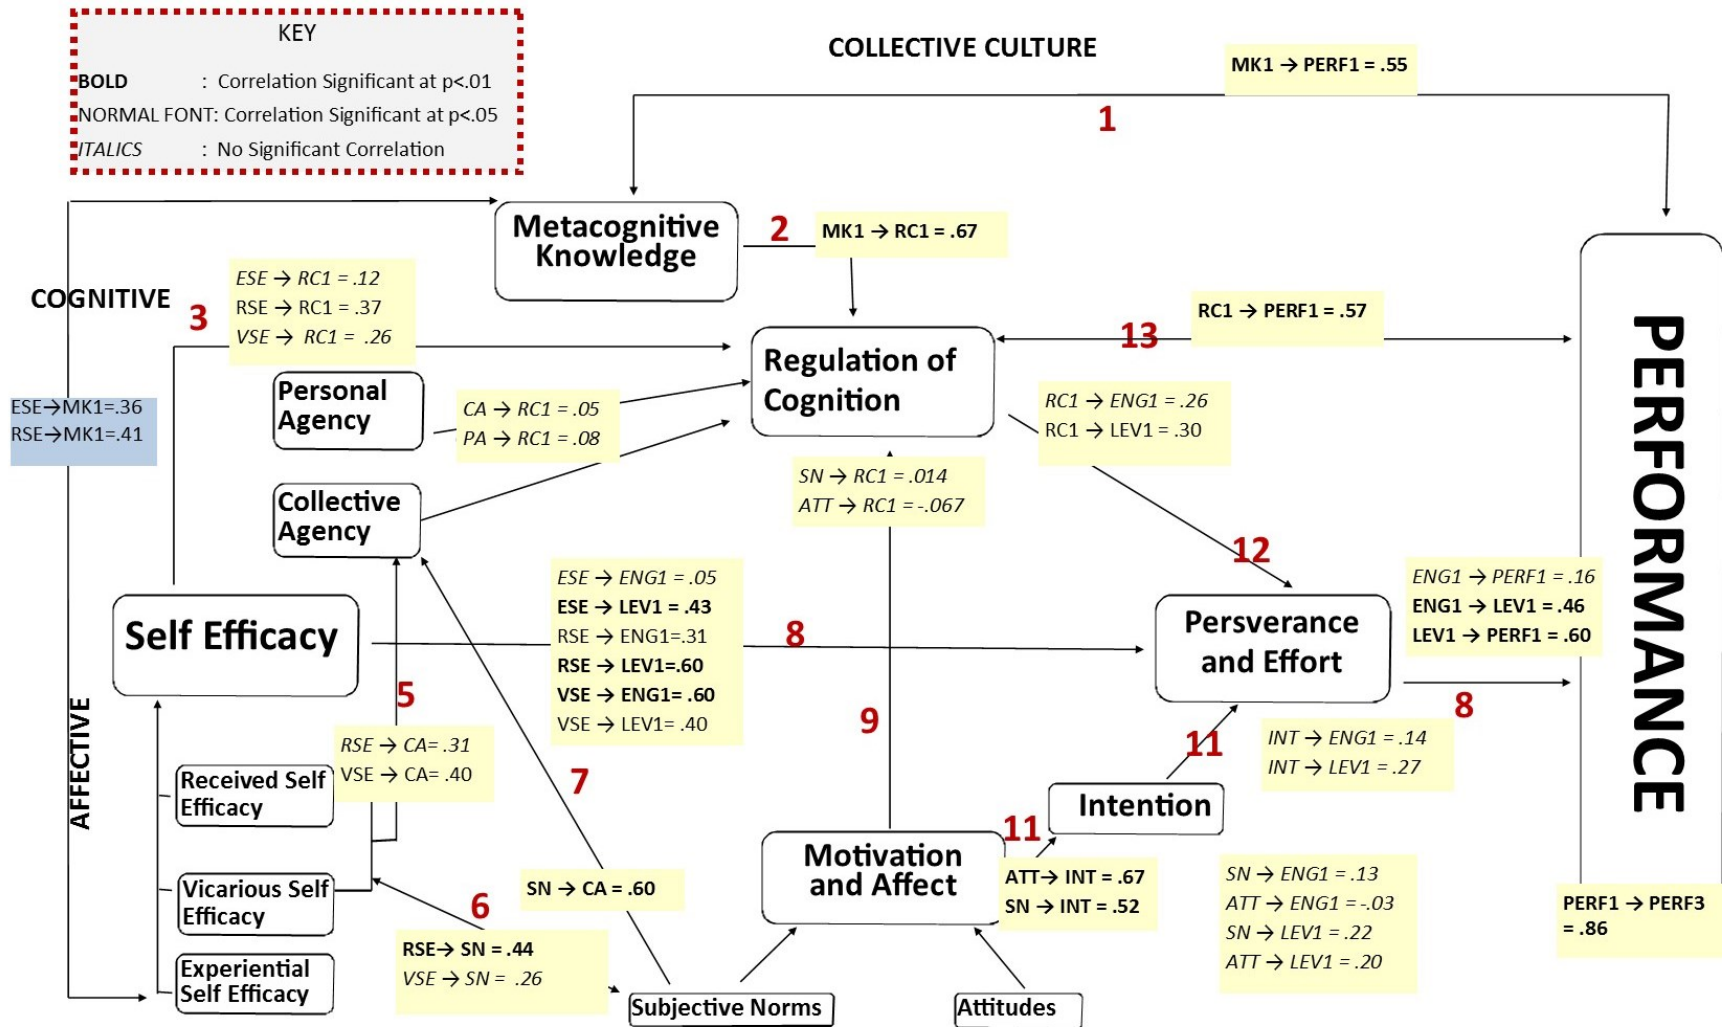 KEY
BOLD : Correlation Significant at p<.01
NORMAL FONT: Correlation Significant at p<.05
ITALICS : No Significant Correlation
COLLECTIVE CULTURE
MK1 → PERF1 = .55
1
Metacognitive
Knowledge
2
MK1 → RC1 = .67
COGNITIVE
3
ESE → RC1 = .12
RSE → RC1 = .37
VSE → RC1 = .26
RC1 → PERF1 = .57
13
Regulation of
Cognition
Personal
Agency
CA → RC1 = .05
PA → RC1 = .08
ESE→MK1=.36
RSE→MK1=.41
RC1 → ENG1 = .26
RC1 → LEV1 = .30
SN → RC1 = .014
ATT → RC1 = -.067
Collective
Agency
PERFORMANCE
12
ESE → ENG1 = .05
ESE → LEV1 = .43
RSE → ENG1=.31
RSE → LEV1=.60
VSE → ENG1= .60
VSE → LEV1= .40
8
Self Efficacy
Persverance
and Effort
ENG1 → PERF1 = .16
ENG1 → LEV1 = .46
LEV1 → PERF1 = .60
8
AFFECTIVE
5
RSE → CA= .31
VSE → CA= .40
9
11
INT → ENG1 = .14
INT → LEV1 = .27
7
Received Self
Efficacy
Intention
11
Motivation
and Affect
ATT→ INT = .67
SN → INT = .52
SN → CA = .60
Vicarious Self
Efficacy
6
RSE→ SN = .44
VSE → SN = .26
SN → ENG1 = .13
ATT → ENG1 = -.03
SN → LEV1 = .22
ATT → LEV1 = .20
PERF1 → PERF3
= .86
Experiential
Self Efficacy
Subjective Norms
Attitudes